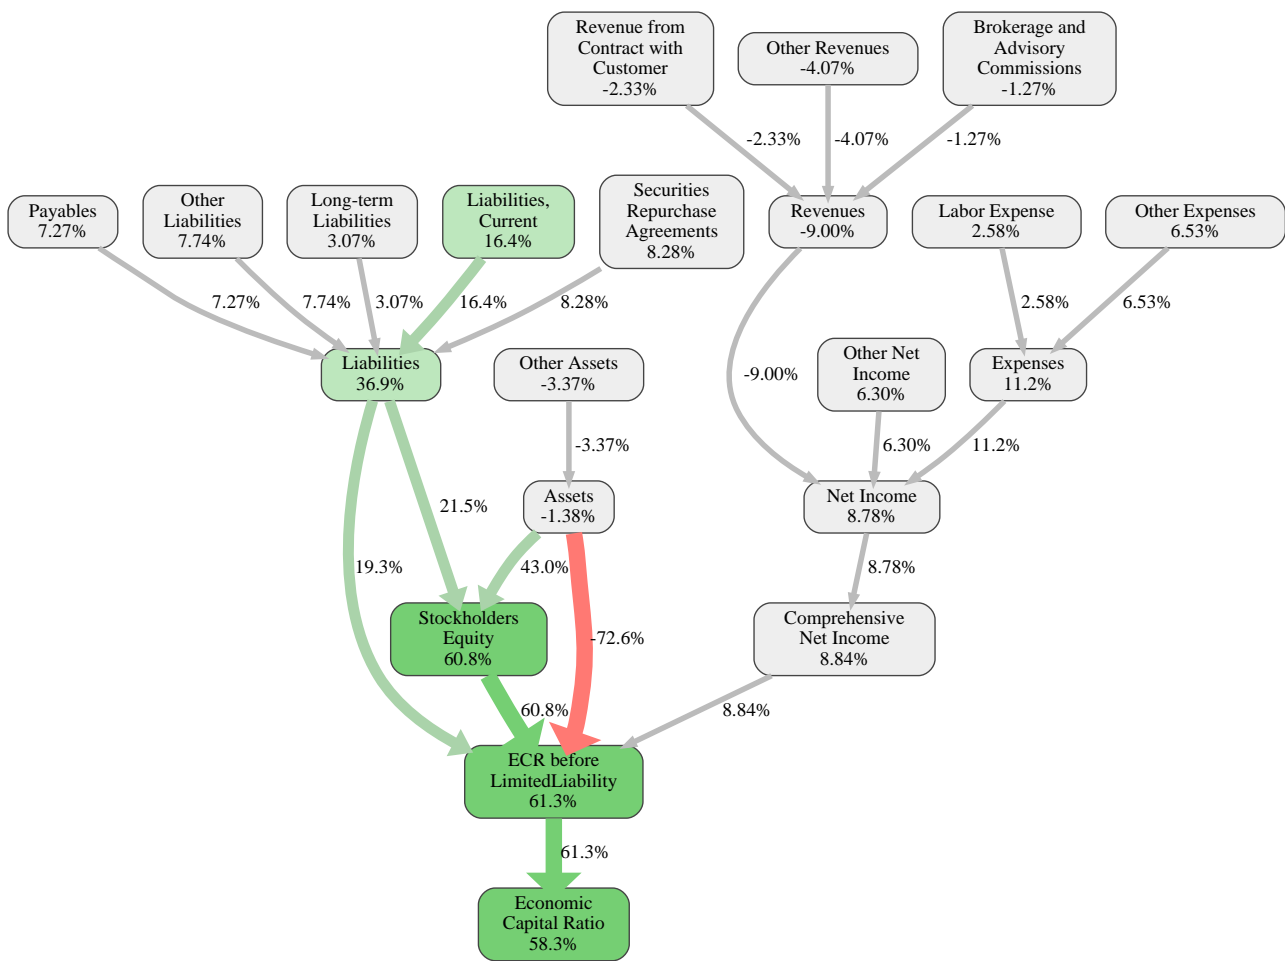 Revenue from
Contract with
Customer
-2.33%
Other Revenues
-4.07%
Brokerage and
Advisory
Commissions
-1.27%
-2.33%
-4.07%
-1.27%
Payables
7.27%
Other
Liabilities
7.74%
Long-term
Liabilities
3.07%
Liabilities,
Current
16.4%
Securities
Repurchase
Agreements
8.28%
Revenues
-9.00%
Labor Expense
2.58%
Other Expenses
6.53%
7.27%
7.74%
3.07%
16.4%
8.28%
2.58%
6.53%
Liabilities
36.9%
Other Assets
-3.37%
-9.00%
Other Net
Income
6.30%
Expenses
11.2%
-3.37%
6.30%
11.2%
21.5%
Assets
-1.38%
Net Income
8.78%
19.3%
43.0%
8.78%
Stockholders
Equity
60.8%
-72.6%
Comprehensive
Net Income
8.84%
60.8%
8.84%
ECR before
LimitedLiability
61.3%
61.3%
Economic
Capital Ratio
58.3%